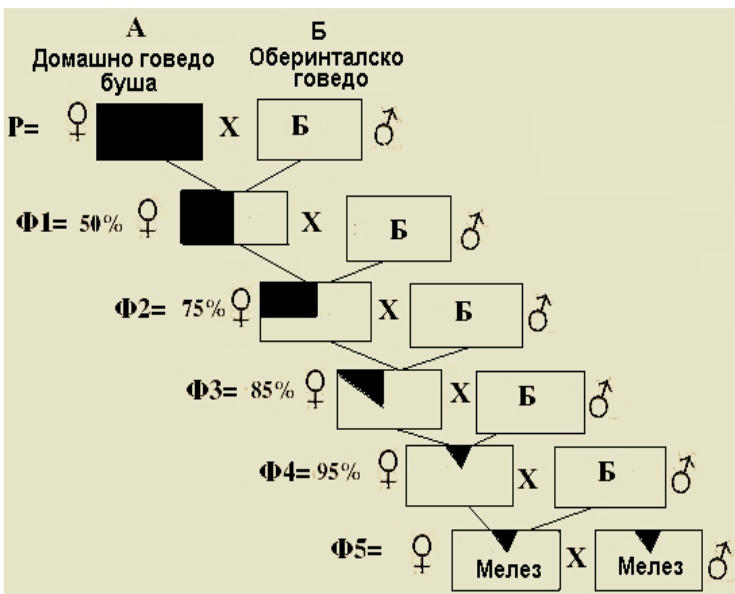 А
Б
Домашно говедо
буша
Оберинталско
говедо
Р= ♀ X Б ♂
Ф1= 50% ♀ X Б ♂
Ф2= 75% ♀ X Б ♂
Ф3= 85% ♀ X Б ♂
Ф4= 95% ♀ X Б ♂
Ф5= ♀ Мелез X Мелез ♂